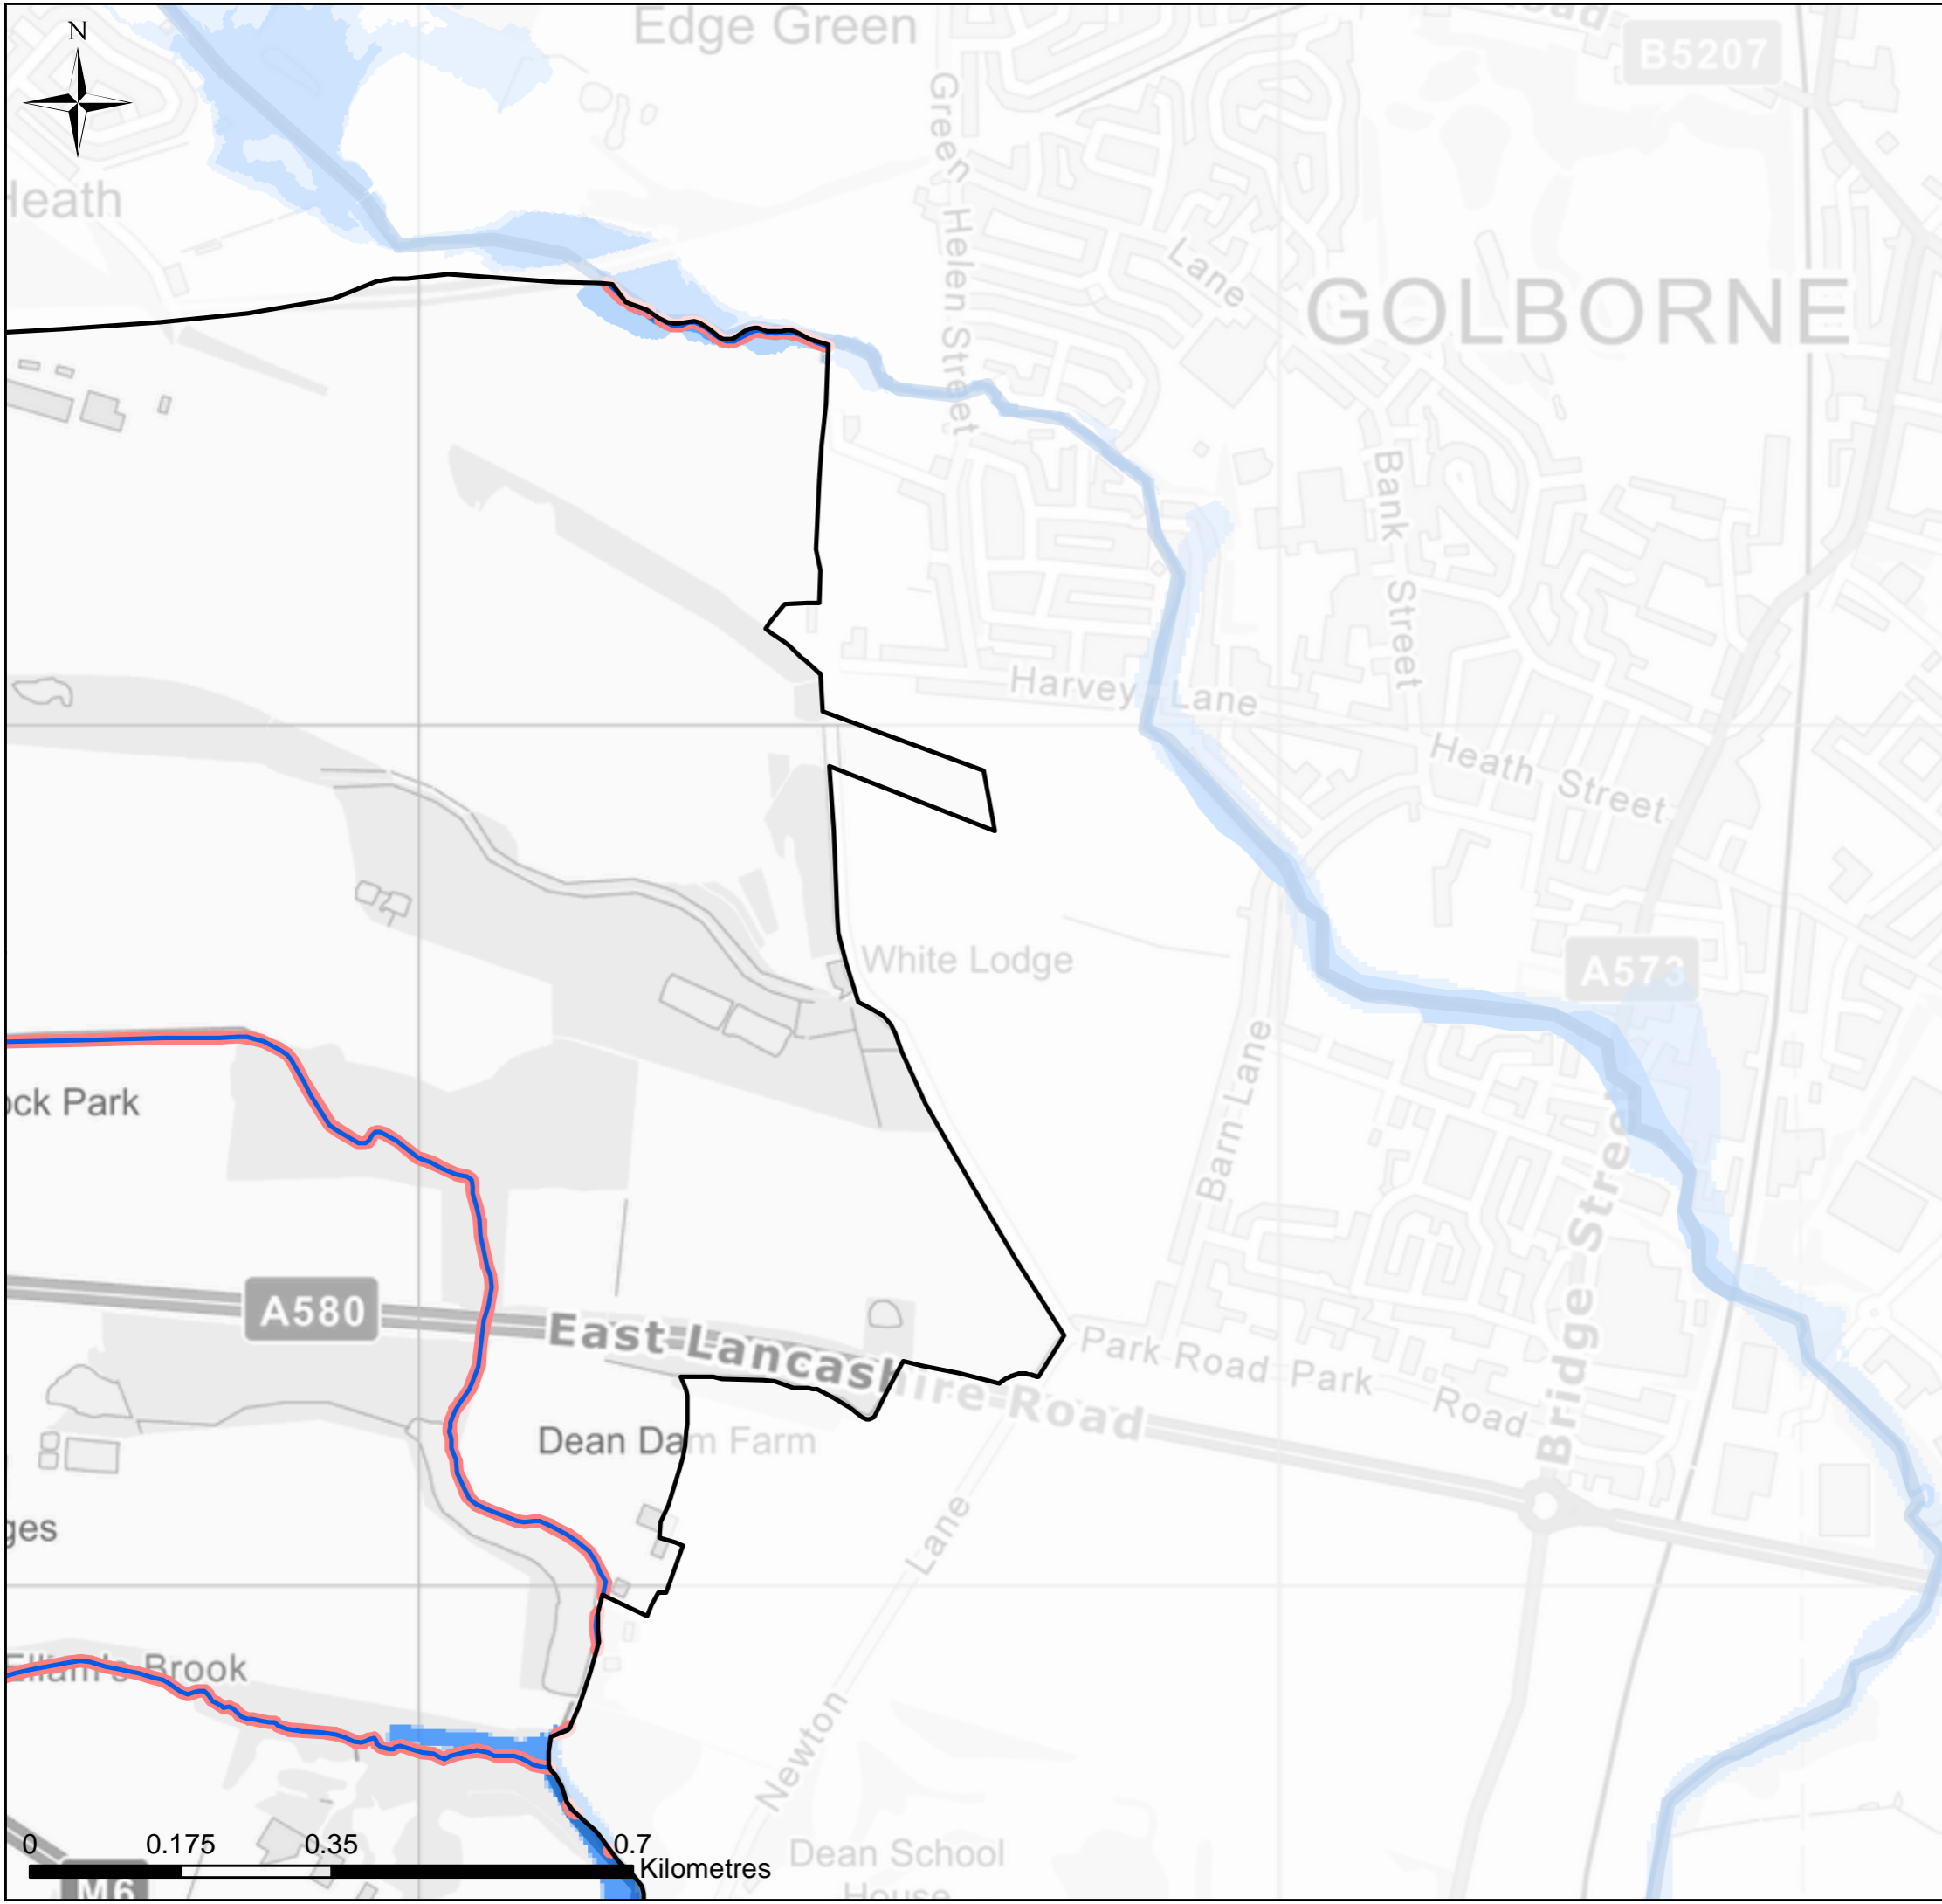 N
Edge Green
B5207
Green
Heath
Helen Street
Lane
GOLBORNE
Bank Street
Harvey Lane
Heath Street
White Lodge
A573
Barn Lane
ock Park
Bridge Street
A580
East Lancashire Road
Park Road
Park Road
Dean Dam Farm
ges
Newton Lane
Ellam's Brook
0
0.175
0.35
0.7
Kilometres
Dean School
House
M6